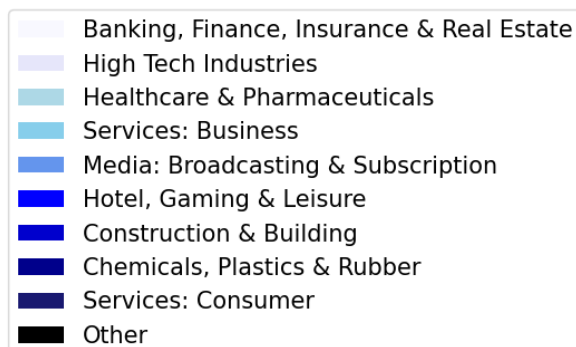 Banking, Finance, Insurance & Real Estate
High Tech Industries
Healthcare & Pharmaceuticals
Services: Business
Media: Broadcasting & Subscription
Hotel, Gaming & Leisure
Construction & Building
Chemicals, Plastics & Rubber
Services: Consumer
Other